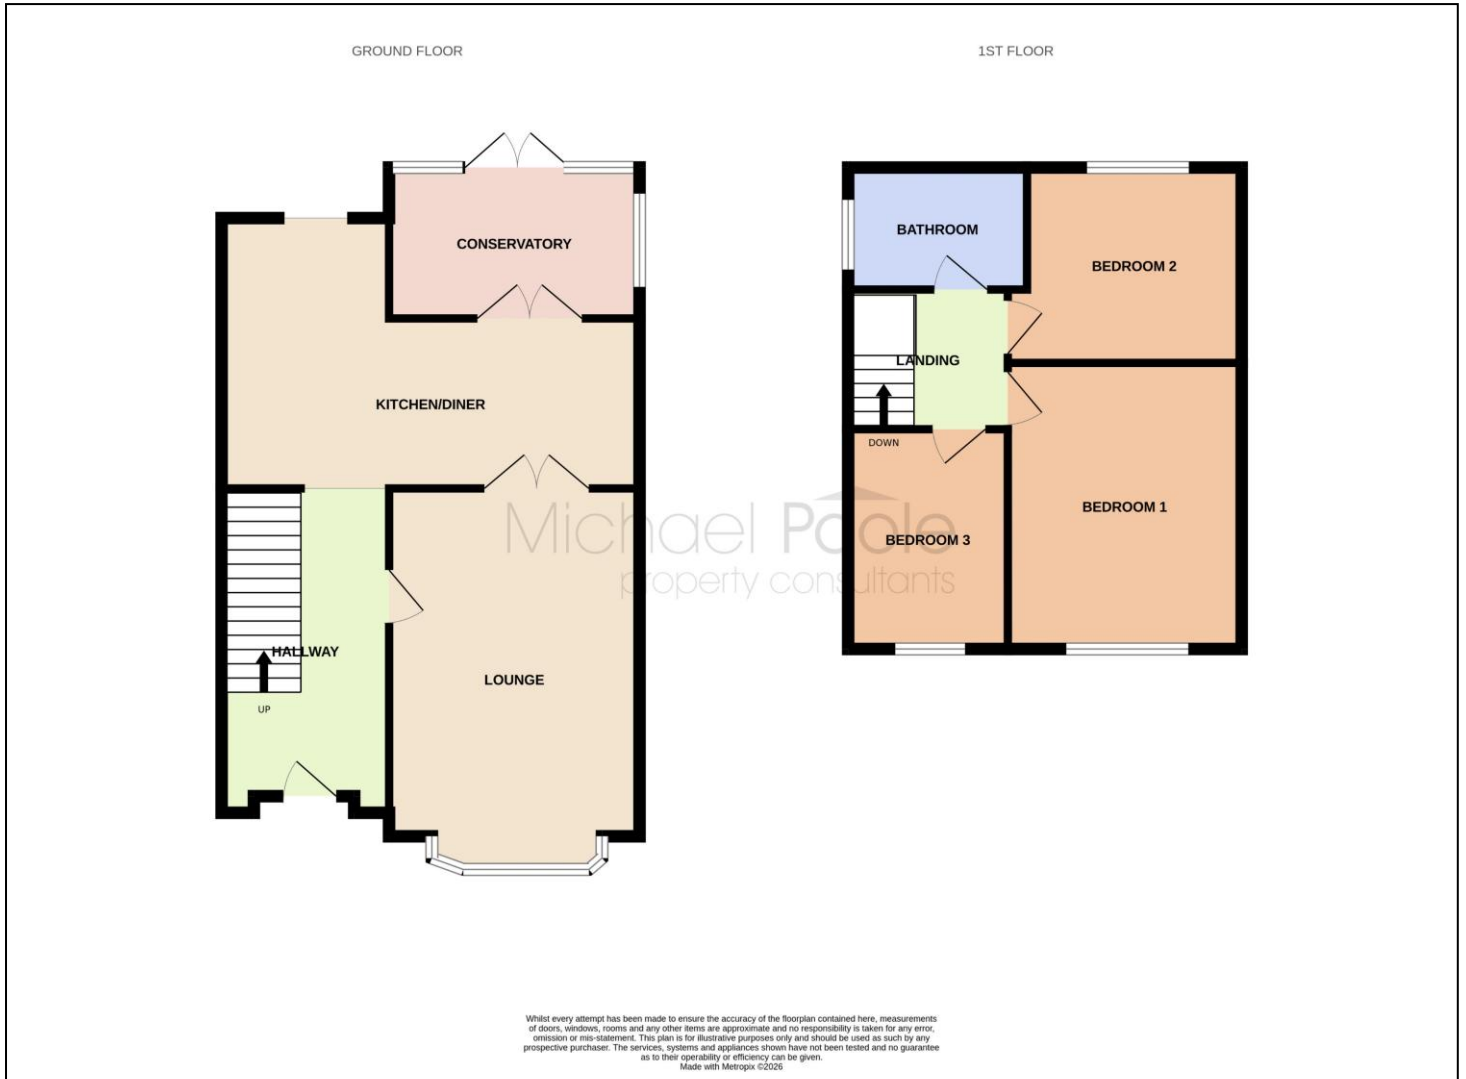 GROUND FLOOR
1ST FLOOR
CONSERVATORY
KITCHEN/DINER
HALLWAY
UP
LOUNGE
BATHROOM
BEDROOM 2
LANDING
DOWN
BEDROOM 1
BEDROOM 3
Michael Poole
property consultants
Whilst every attempt has been made to ensure the accuracy of the floorplan contained here, measurements
of doors, windows, rooms and any other items are approximate and no responsibility is taken for any error,
omission or mis-statement. This plan is for illustrative purposes only and should be used as such by any
prospective purchaser. The services, systems and appliances shown have not been tested and no guarantee
as to their operability or efficiency can be given.
Made with Metropix ©2026